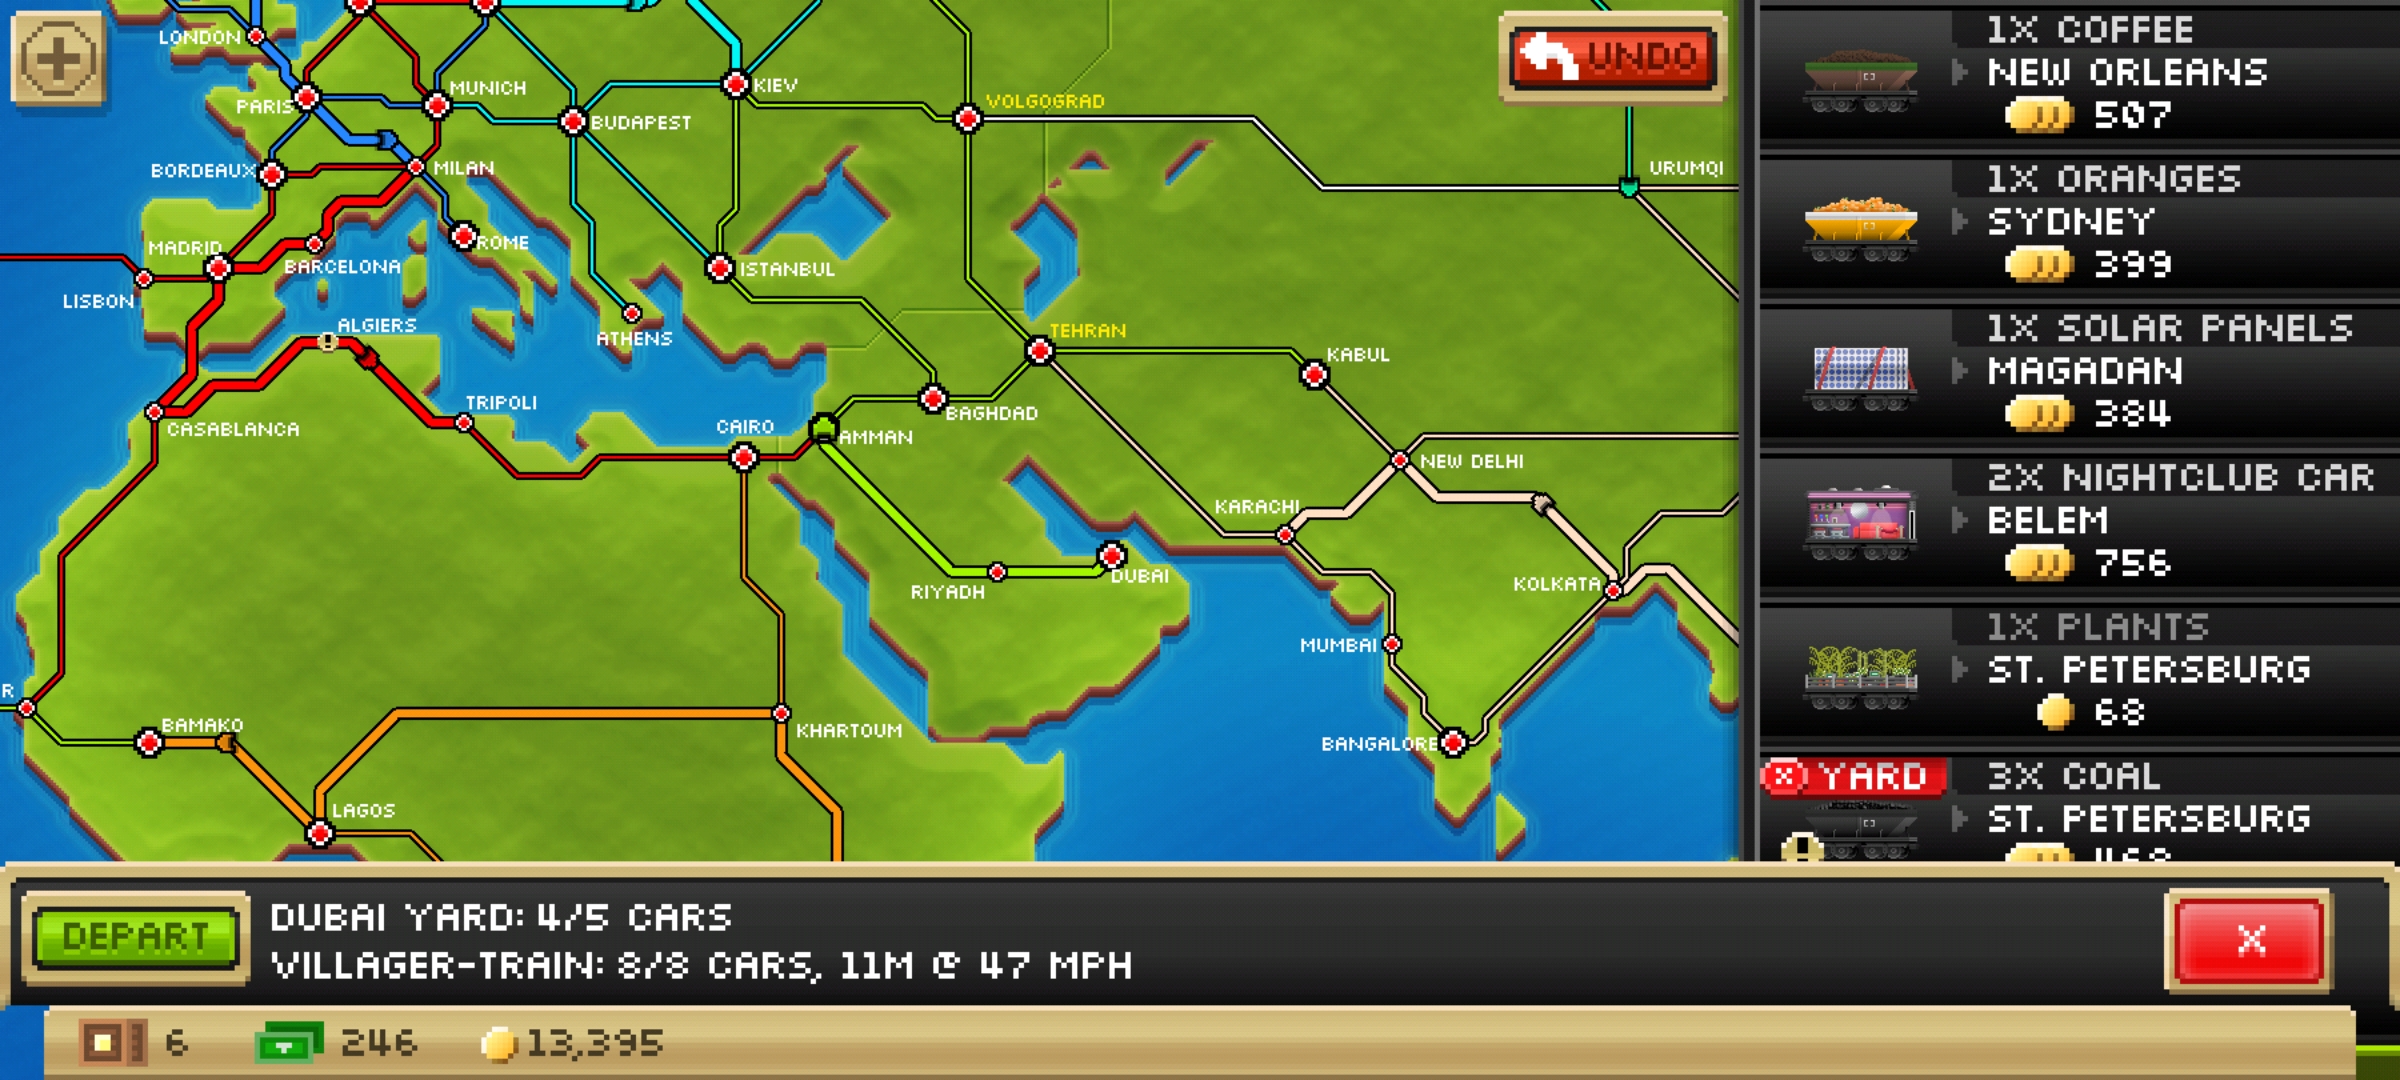 LONDON
UNDO
PARIS
MUNICH
KIEV
VOLGOGRAD
BUDAPEST
BORDEAUX
MILAN
URUMQI
MADRID
ROME
BARCELONA
ISTANBUL
LISBON
ALGIERS
ATHENS
TEHRAN
KABUL
TRIPOLI
BAGHDAD
CASABLANCA
CAIRO
AMMAN
NEW DELHI
KARACHI
RIYADH
DUBAI
KOLKATA
MUMBAI
R
BAMAKO
KHARTOUM
BANGALORE
LAGOS
1X COFFEE
NEW ORLEANS
507
1X ORANGES
SYDNEY
399
1X SOLAR PANELS
MAGADAN
384
2X NIGHTCLUB CAR
BELEM
756
1X PLANTS
ST. PETERSBURG
68
YARD
3X COAL
ST. PETERSBURG
DEPART
DUBAI YARD: 4/5 CARS
VILLAGER-TRAIN: 8/8 CARS, 11M @ 47 MPH
X
6
246
13,395